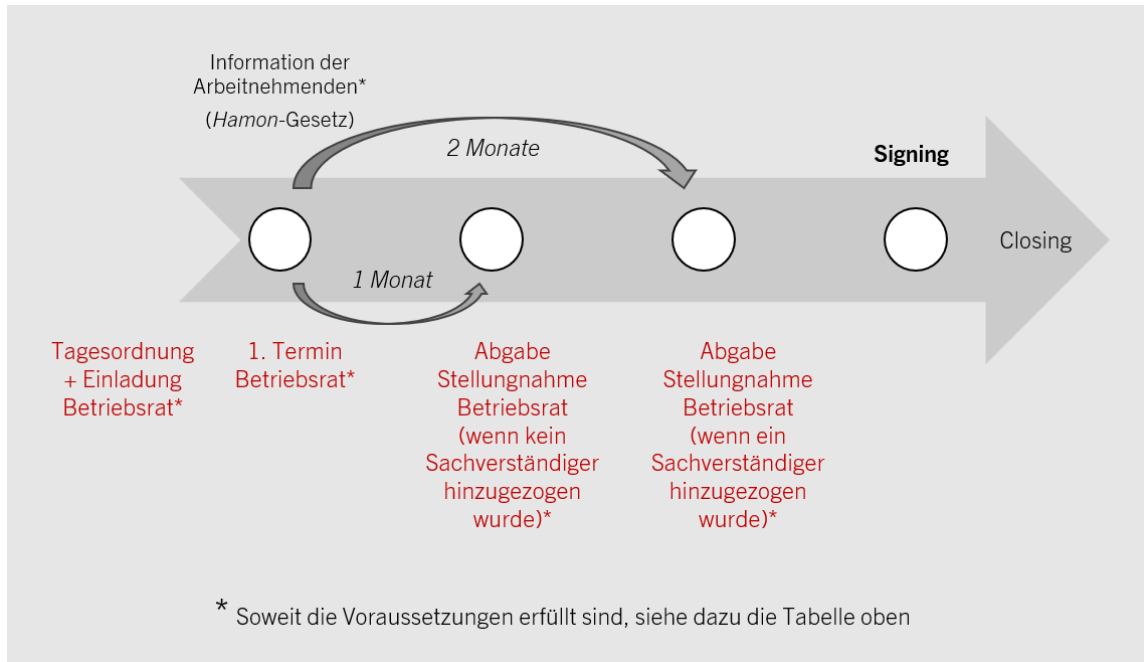 Information der
Arbeitnehmenden*
(Hamon-Gesetz)
2 Monate
Signing
Closing
1 Monat
Tagesordnung
+ Einladung
Betriebsrat*
1. Termin
Betriebsrat*
Abgabe
Stellungnahme
Betriebsrat
(wenn kein
Sachverständiger
hinzugezogen
wurde)*
Abgabe
Stellungnahme
Betriebsrat
(wenn ein
Sachverständiger
hinzugezogen
wurde)*
* Soweit die Voraussetzungen erfüllt sind, siehe dazu die Tabelle oben